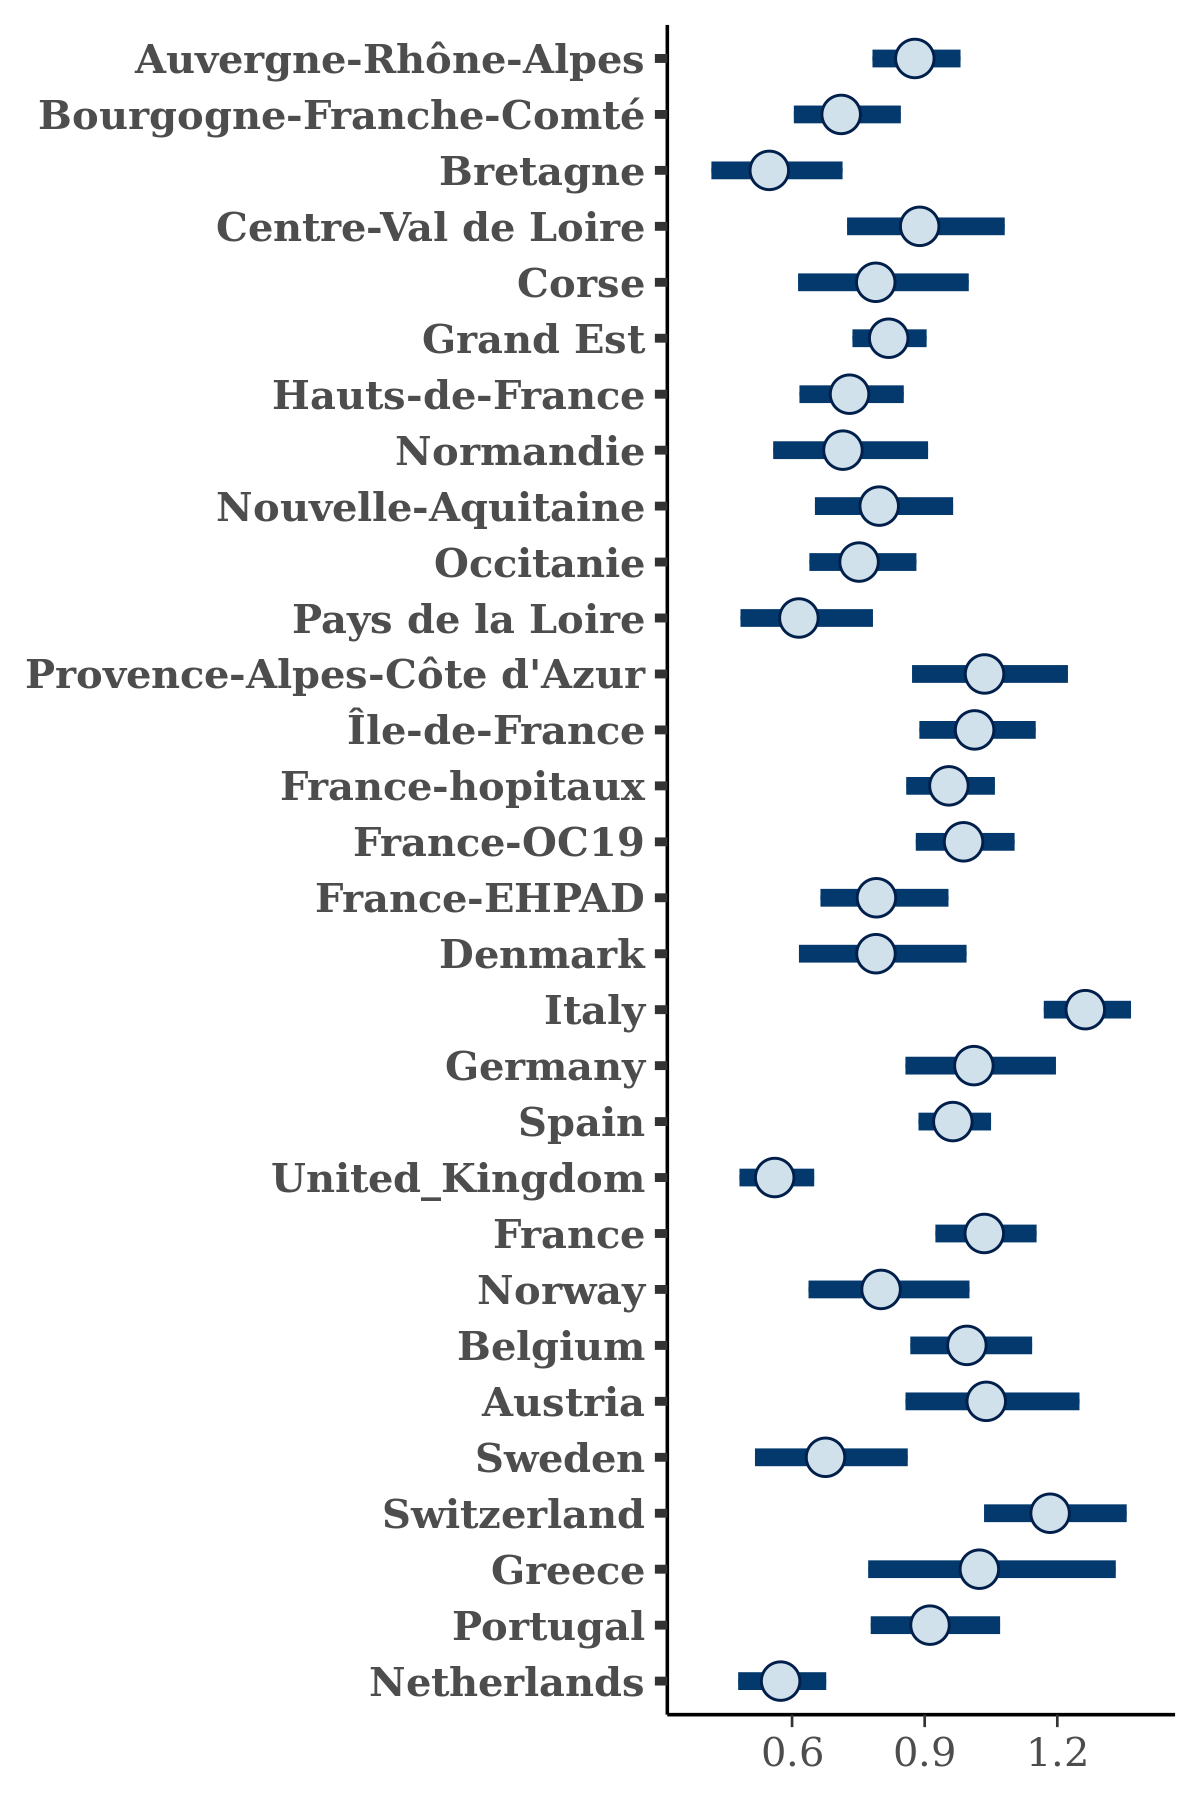 Auvergne-Rhône-Alpes
Bourgogne-Franche-Comté
Bretagne
Centre-Val de Loire
Corse
Grand Est
Hauts-de-France
Normandie
Nouvelle-Aquitaine
Occitanie
Pays de la Loire
Provence-Alpes-Côte d'Azur
Île-de-France
France-hopitaux
France-OC19
France-EHPAD
Denmark
Italy
Germany
Spain
United_Kingdom
France
Norway
Belgium
Austria
Sweden
Switzerland
Greece
Portugal
Netherlands
0.6 0.9 1.2